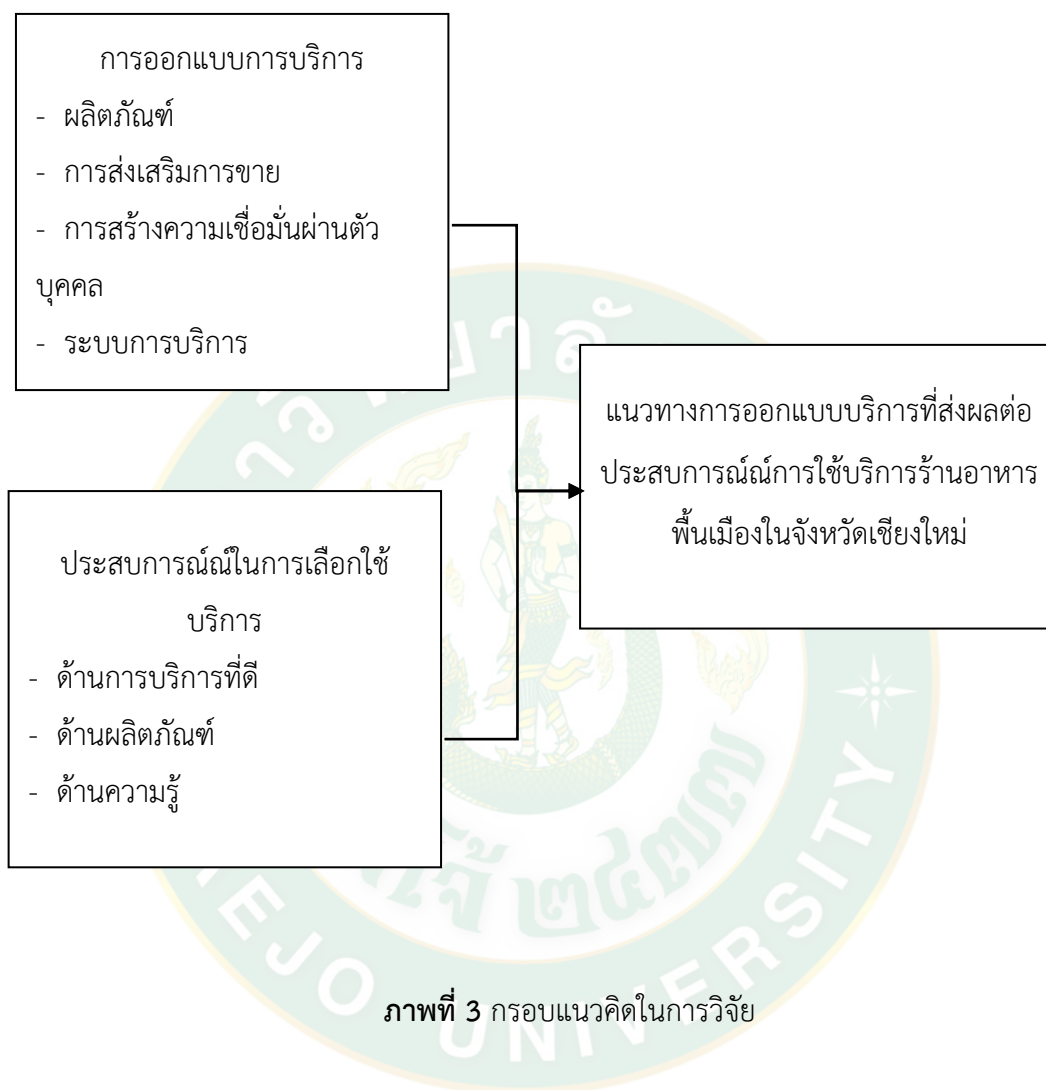 การออกแบบการบริการ
- ผลิตภัณฑ์
- การส่งเสริมการขาย
- การสร้างความเชื่อมั่นผ่านตัว
บุคคล
- ระบบการบริการ
แนวทางการออกแบบบริการที่ส่งผลต่อ
ประสบการณ์ณ์การใช้บริการร้านอาหาร
พื้นเมืองในจังหวัดเชียงใหม่
ประสบการณ์ณ์ในการเลือกใช้
บริการ
- ด้านการบริการที่ดี
- ด้านผลิตภัณฑ์
- ด้านความรู้
๒๔๗๗
EJO UNIVERSITY
ภาพที่ 3 กรอบแนวคิดในการวิจัย